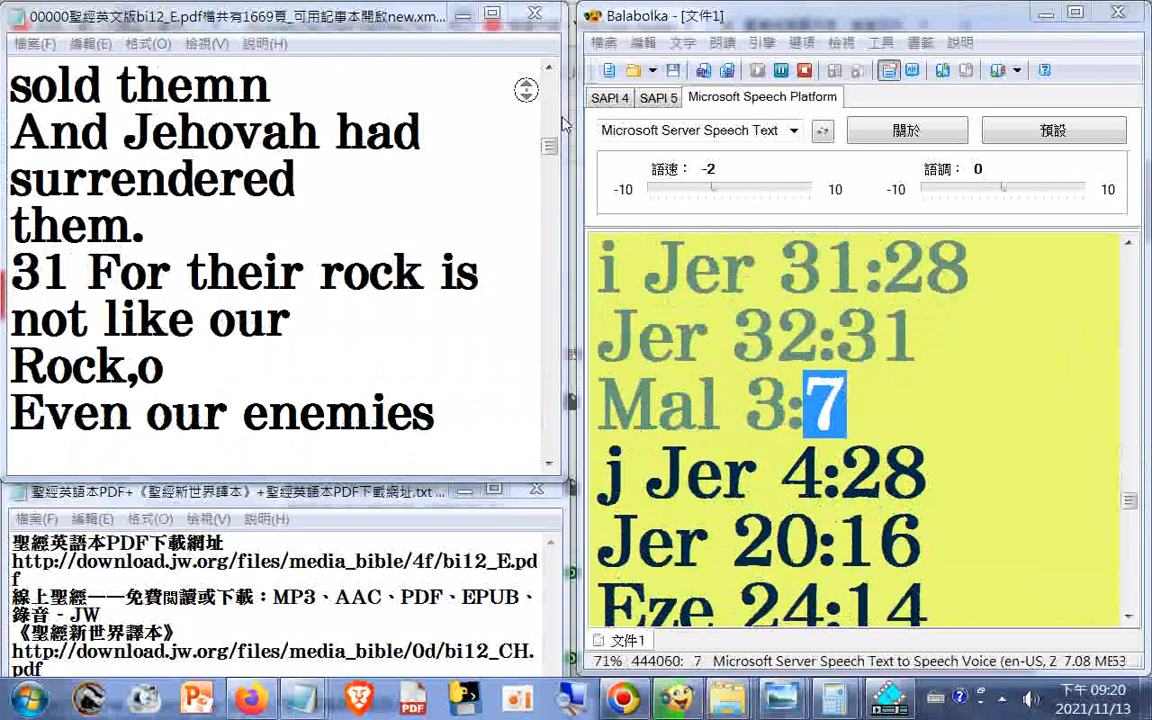 00000聖經英文版bi12_E.pdf檔共有1669頁_可用記事本開啟new.xm...
檔案(F) 編輯(E) 格式(O) 檢視(V) 說明(H)
sold themn
And Jehovah had
surrendered
them.
31 For their rock is
not like our
Rock,o
Even our enemies
聖經英語本PDF+《聖經新世界譯本》+聖經英語本PDF下載網址.txt ...
檔案(F) 編輯(E) 格式(O) 檢視(V) 說明(H)
聖經英語本PDF下載網址
http://download.jw.org/files/media_bible/4f/bi12_E.pd
f
線上聖經——免費閱讀或下載：MP3、AAC、PDF、EPUB、
錄音 - JW
《聖經新世界譯本》
http://download.jw.org/files/media_bible/0d/bi12_CH.
pdf
Balabolka - [文件1]
檔案 編輯 文字 朗讀 引擎 選項 檢視 工具 書籤 說明
SAPI 4 SAPI 5 Microsoft Speech Platform
Microsoft Server Speech Text 關於 預設
語速： -2 語調： 0
-10 10 -10 10
i Jer 31:28
Jer 32:31
Mal 3:7
j Jer 4:28
Jer 20:16
Eze 24:14
文件1
71% 444060: 7 Microsoft Server Speech Text to Speech Voice (en-US, Z 7.08 ME53
下午 09:20
2021/11/13